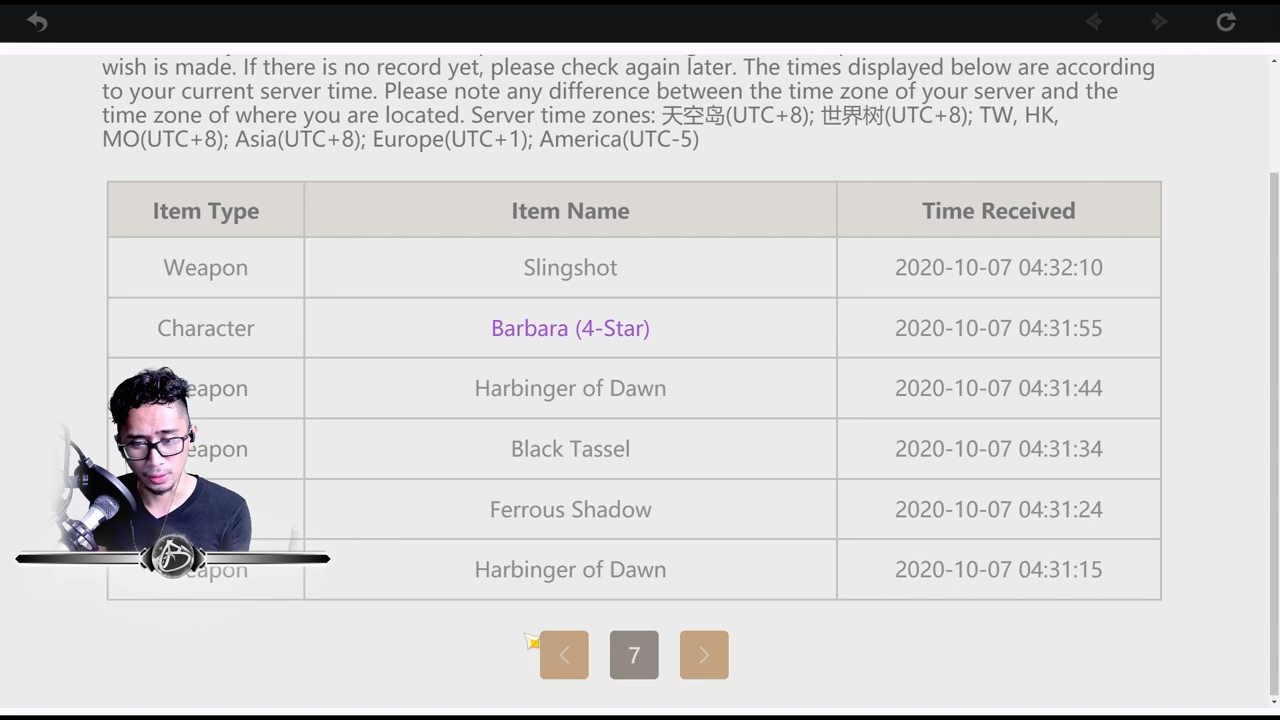 wish is made. If there is no record yet, please check again later. The times displayed below are according
to your current server time. Please note any difference between the time zone of your server and the
time zone of where you are located. Server time zones: 天空岛(UTC+8); 世界树(UTC+8); TW, HK,
MO(UTC+8); Asia(UTC+8); Europe(UTC+1); America(UTC-5)
Item Type Item Name Time Received
Weapon Slingshot 2020-10-07 04:32:10
Character Barbara (4-Star) 2020-10-07 04:31:55
eapon Harbinger of Dawn 2020-10-07 04:31:44
eapon Black Tassel 2020-10-07 04:31:34
Ferrous Shadow 2020-10-07 04:31:24
eapon Harbinger of Dawn 2020-10-07 04:31:15
7